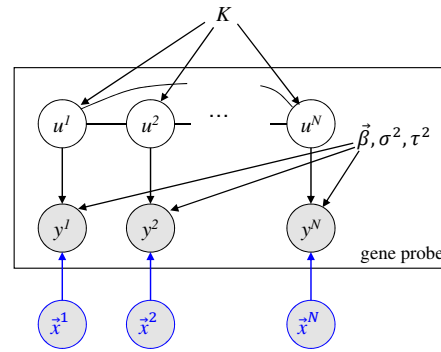 K
u¹ u² ⋯ uᴺ
β⃗, σ², τ²
y¹ y² yᴺ
gene probe
x⃗¹ x⃗² x⃗ᴺ